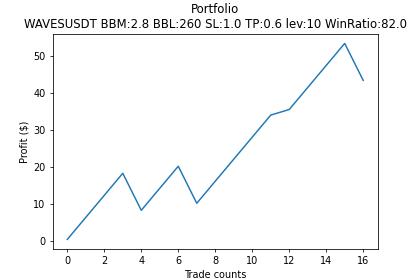 Portfolio
WAVESUSDT BBM:2.8 BBL:260 SL:1.0 TP:0.6 lev:10 WinRatio:82.0
Profit ($)
50
40
30
20
10
0
0 2 4 6 8 10 12 14 16
Trade counts